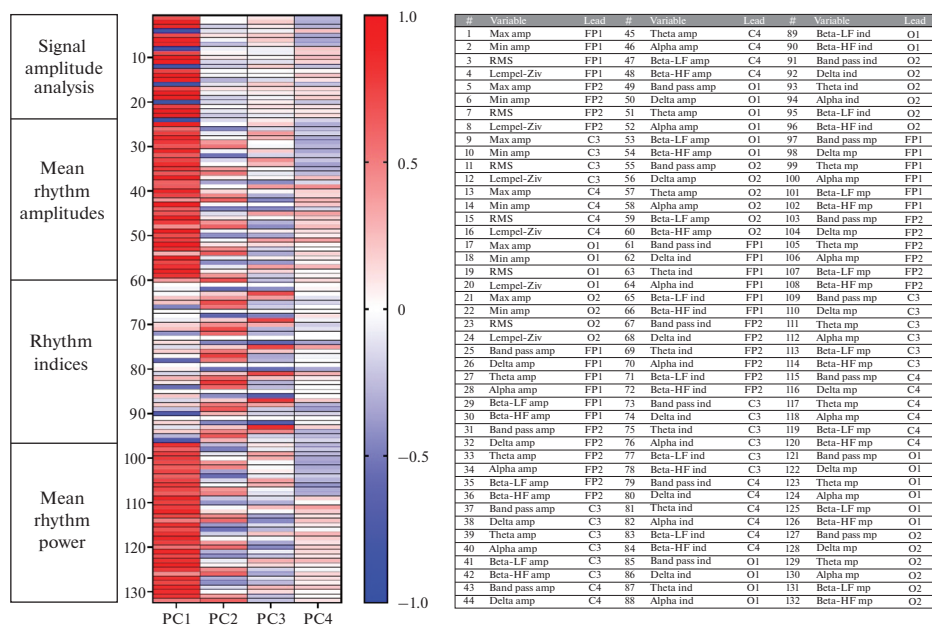 Signal
amplitude
analysis
Mean
rhythm
amplitudes
Rhythm
indices
Mean
rhythm
power
10
20
30
40
50
60
70
80
90
100
110
120
130
PC1 PC2 PC3 PC4
1.0
0.5
0
−0.5
−1.0
# Variable Lead # Variable Lead # Variable Lead
1 Max amp FP1 45 Theta amp C4 89 Beta-LF ind O1
2 Min amp FP1 46 Alpha amp C4 90 Beta-HF ind O1
3 RMS FP1 47 Beta-LF amp C4 91 Band pass ind O2
4 Lempel-Ziv FP1 48 Beta-HF amp C4 92 Delta ind O2
5 Max amp FP2 49 Band pass amp O1 93 Theta ind O2
6 Min amp FP2 50 Delta amp O1 94 Alpha ind O2
7 RMS FP2 51 Theta amp O1 95 Beta-LF ind O2
8 Lempel-Ziv FP2 52 Alpha amp O1 96 Beta-HF ind O2
9 Max amp C3 53 Beta-LF amp O1 97 Band pass mp FP1
10 Min amp C3 54 Beta-HF amp O1 98 Delta mp FP1
11 RMS C3 55 Band pass amp O2 99 Theta mp FP1
12 Lempel-Ziv C3 56 Delta amp O2 100 Alpha mp FP1
13 Max amp C4 57 Theta amp O2 101 Beta-LF mp FP1
14 Min amp C4 58 Alpha amp O2 102 Beta-HF mp FP1
15 RMS C4 59 Beta-LF amp O2 103 Band pass mp FP2
16 Lempel-Ziv C4 60 Beta-HF amp O2 104 Delta mp FP2
17 Max amp O1 61 Band pass ind FP1 105 Theta mp FP2
18 Min amp O1 62 Delta ind FP1 106 Theta mp FP2
19 RMS O1 63 Theta ind FP1 107 Beta-LF mp FP2
20 Lempel-Ziv O1 64 Alpha ind FP1 108 Beta-HF mp FP2
21 Max amp O2 65 Beta-LF ind FP1 109 Band pass mp C3
22 Min amp O2 66 Beta-HF ind FP1 110 Delta mp C3
23 RMS O2 67 Band pass ind FP2 111 Theta mp C3
24 Lempel-Ziv O2 68 Delta ind FP2 112 Alpha mp C3
25 Band pass amp FP1 69 Theta ind FP2 113 Beta-LF mp C3
26 Delta amp FP1 70 Alpha ind FP2 114 Beta-HF mp C3
27 Theta amp FP1 71 Beta-LF ind FP2 115 Band pass mp C4
28 Alpha amp FP1 72 Beta-HF ind FP2 116 Delta mp C4
29 Beta-LF amp FP1 73 Band pass ind C3 117 Theta mp C4
30 Beta-HF amp FP1 74 Delta ind C3 118 Alpha mp C4
31 Band pass amp FP2 75 Theta ind C3 119 Beta-LF mp C4
32 Delta amp FP2 76 Alpha ind C3 120 Beta-HF mp C4
33 Theta amp FP2 77 Beta-LF ind C3 121 Band pass mp O1
34 Alpha amp FP2 78 Beta-HF ind C3 122 Delta mp O1
35 Beta-LF amp FP2 79 Band pass ind C4 123 Theta mp O1
36 Beta-HF amp FP2 80 Delta ind C4 124 Alpha mp O1
37 Band pass amp C3 81 Theta ind C4 125 Beta-LF mp O1
38 Delta amp C3 82 Alpha ind C4 126 Beta-HF mp O1
39 Theta amp C3 83 Beta-LF ind C4 127 Band pass mp O2
40 Alpha amp C3 84 Beta-HF ind C4 128 Delta mp O2
41 Beta-LF amp C3 85 Band pass ind O1 129 Theta mp O2
42 Beta-HF amp C3 86 Delta ind O1 130 Alpha mp O2
43 Band pass amp C4 87 Theta ind O1 131 Beta-LF mp O2
44 Delta amp C4 88 Alpha ind O1 132 Beta-HF mp O2